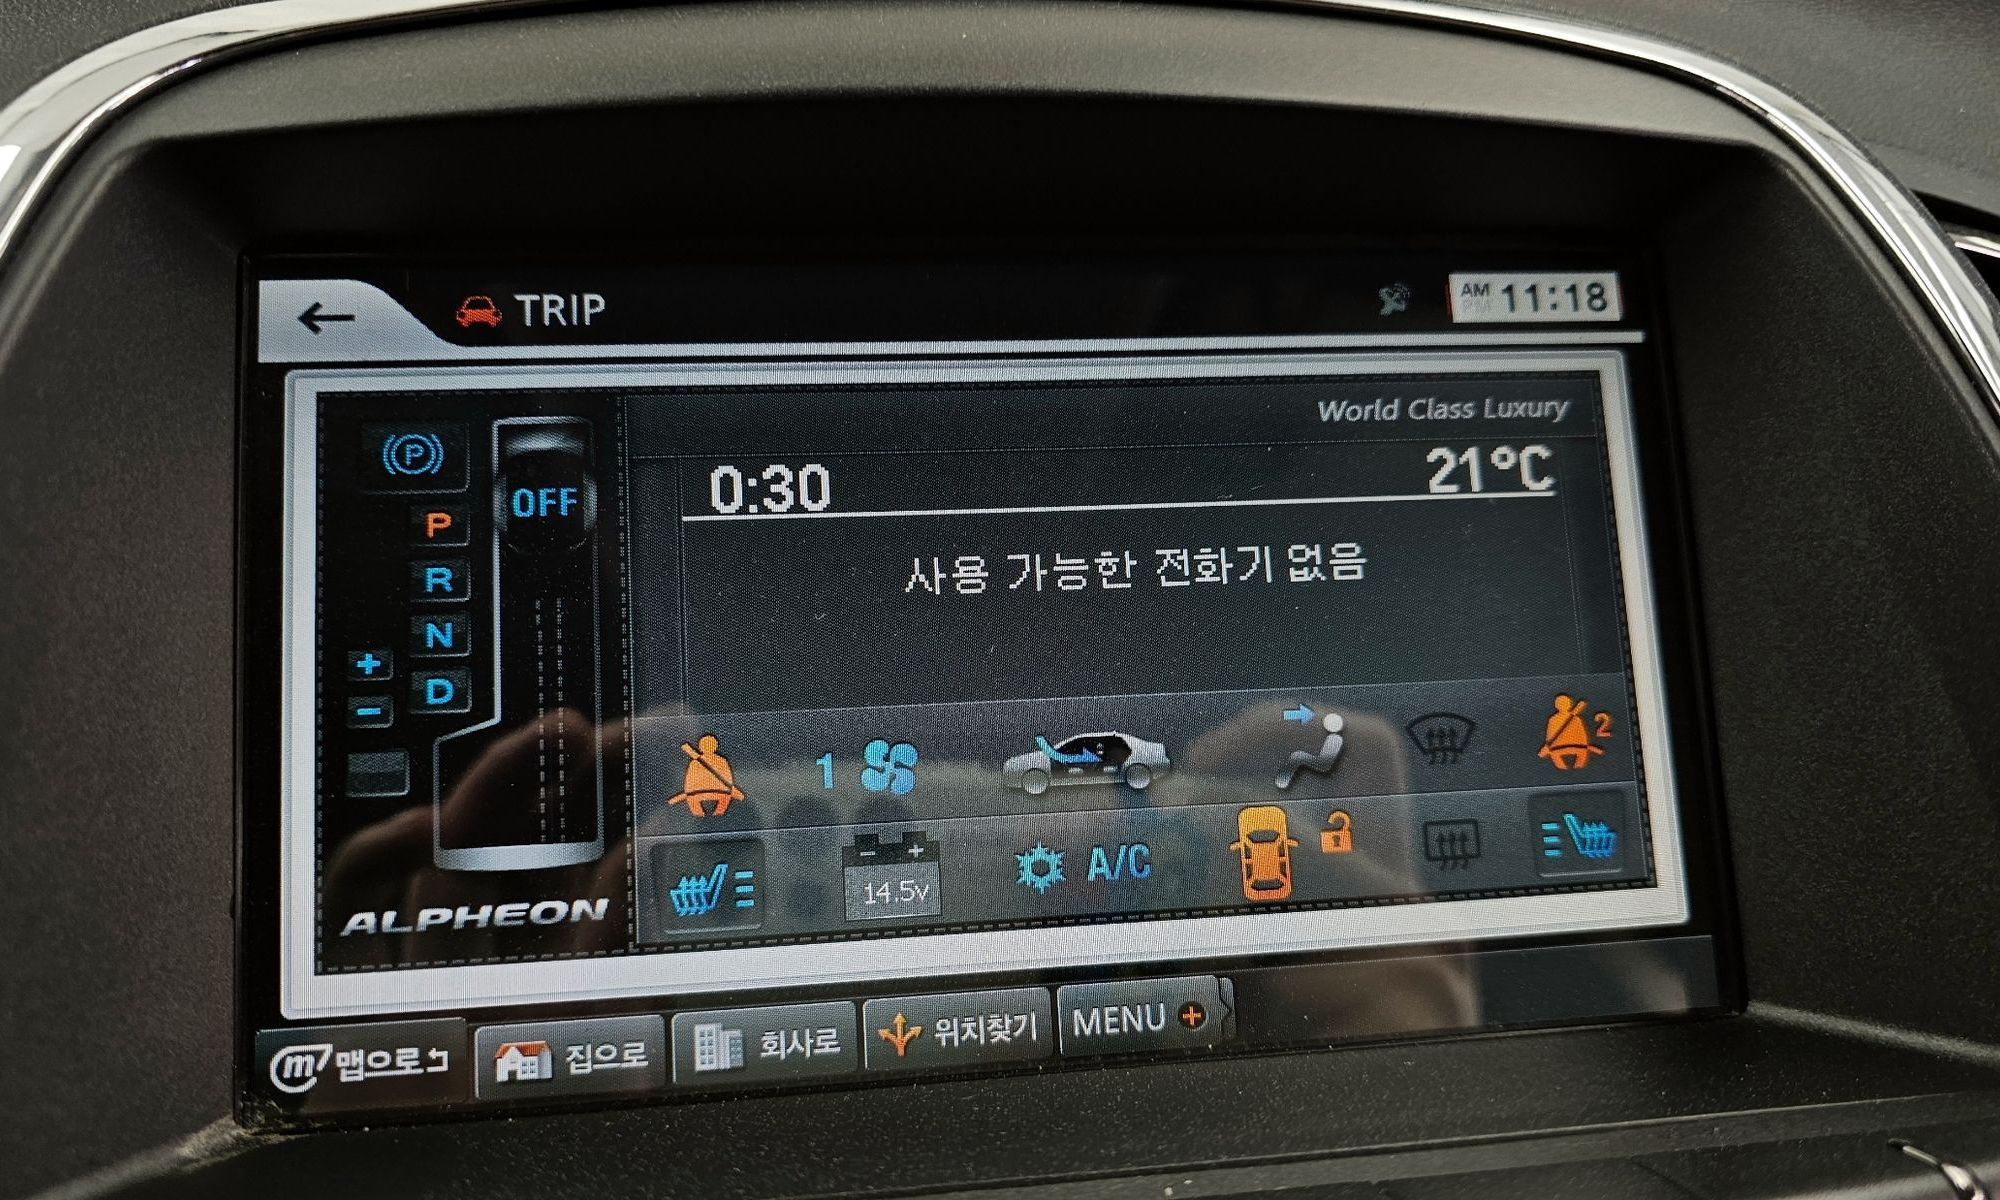 TRIP
AM 11:18
World Class Luxury
0:30
21°C
사용 가능한 전화기 없음
P
OFF
P
R
N
+ D
-
1
2
- +
14.5v
A/C
ALPHEON
m 맵으로
집으로
회사로
위치찾기
MENU +